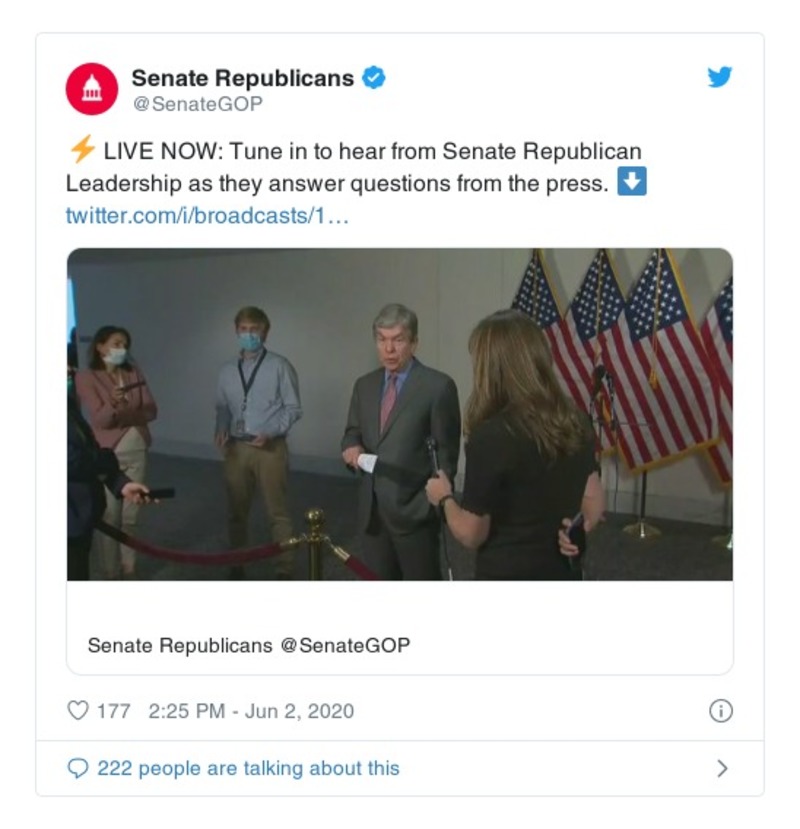 Senate Republicans
@SenateGOP
⚡ LIVE NOW: Tune in to hear from Senate Republican
Leadership as they answer questions from the press. ⬇
twitter.com/i/broadcasts/1…
Senate Republicans @SenateGOP
177 2:25 PM - Jun 2, 2020
222 people are talking about this